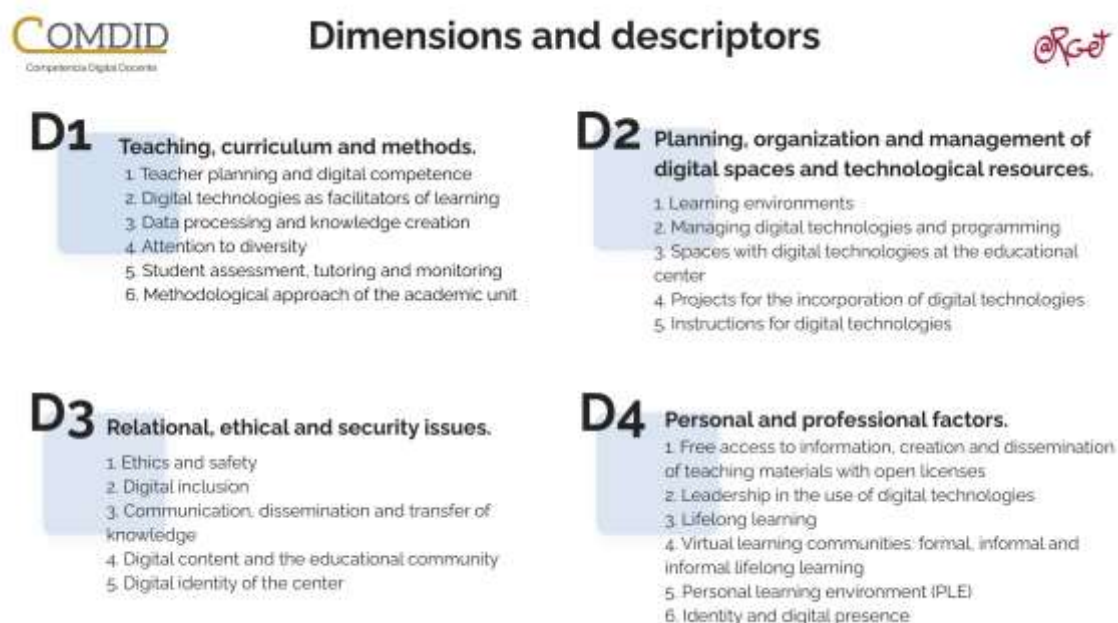 COMDID
Competencia Digital Docente
Dimensions and descriptors
@RGet
D1
Teaching, curriculum and methods.
1. Teacher planning and digital competence
2. Digital technologies as facilitators of learning
3. Data processing and knowledge creation
4. Attention to diversity
5. Student assessment, tutoring and monitoring
6. Methodological approach of the academic unit
D2
Planning, organization and management of
digital spaces and technological resources.
1. Learning environments
2. Managing digital technologies and programming
3. Spaces with digital technologies at the educational
center
4. Projects for the incorporation of digital technologies
5. Instructions for digital technologies
D3
Relational, ethical and security issues.
1. Ethics and safety
2. Digital inclusion
3. Communication, dissemination and transfer of
knowledge
4. Digital content and the educational community
5. Digital identity of the center
D4
Personal and professional factors.
1. Free access to information, creation and dissemination
of teaching materials with open licenses
2. Leadership in the use of digital technologies
3. Lifelong learning
4. Virtual learning communities: formal, informal and
informal lifelong learning
5. Personal learning environment (PLE)
6. Identity and digital presence